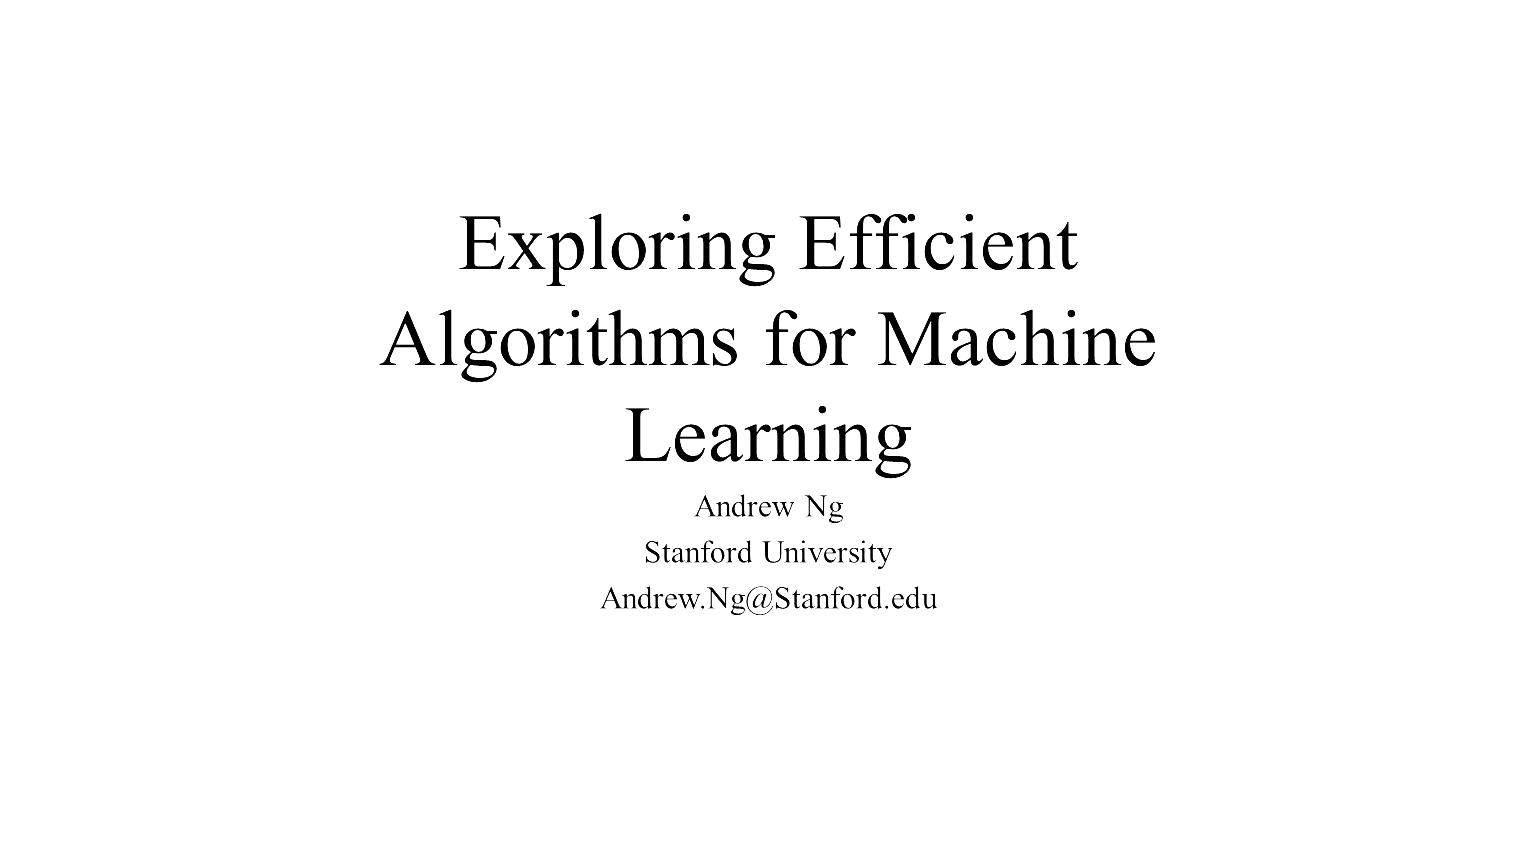 Exploring Efficient
Algorithms for Machine
Learning
Andrew Ng
Stanford University
Andrew.Ng@Stanford.edu